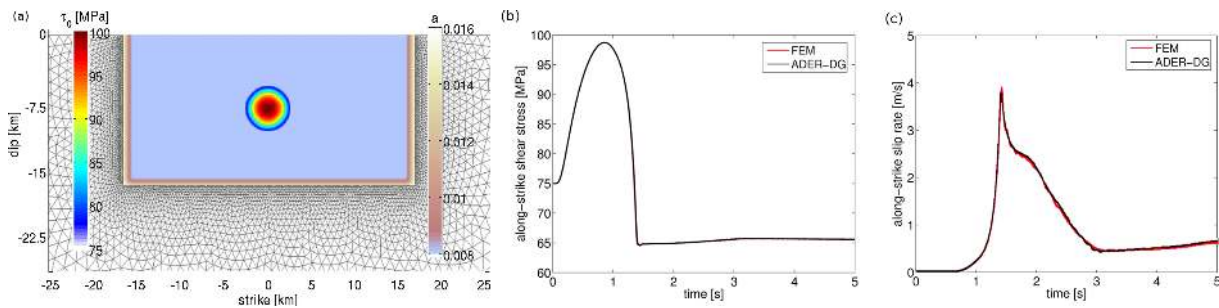 (a)
τ₀ [MPa]
a
0
-7.5
-15
-22.5
dip [km]
100
95
90
85
80
75
0.016
0.014
0.012
0.01
0.008
-25 -20 -15 -10 -5 0 5 10 15 20 25
strike [km]
(b)
100
95
90
85
80
75
70
65
60
along-strike shear stress [MPa]
FEM
ADER-DG
0 1 2 3 4 5
time [s]
(c)
5
4
3
2
1
0
along-strike slip rate [m/s]
FEM
ADER-DG
0 1 2 3 4 5
time [s]